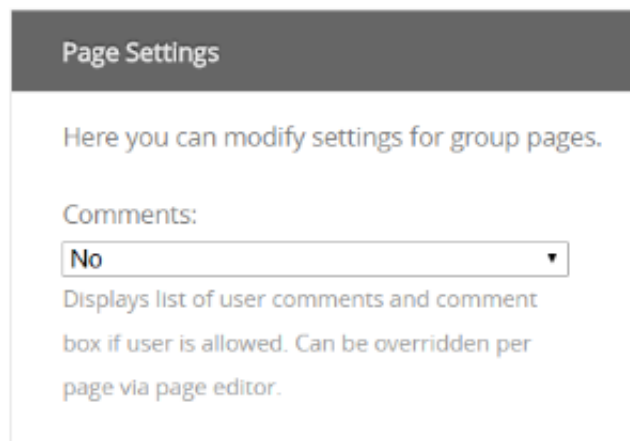 Page Settings
Here you can modify settings for group pages.
Comments:
No
Displays list of user comments and comment
box if user is allowed. Can be overridden per
page via page editor.